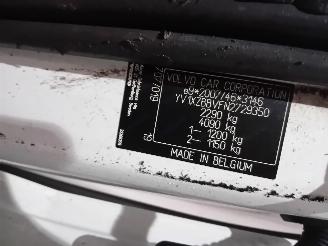 VOLVO CAR CORPORATION
e9*2007/46*3146
YV1XZBBVFN2729350
2290 kg
4090 kg
1- 1200 kg
2- 1150 kg
MADE IN BELGIUM